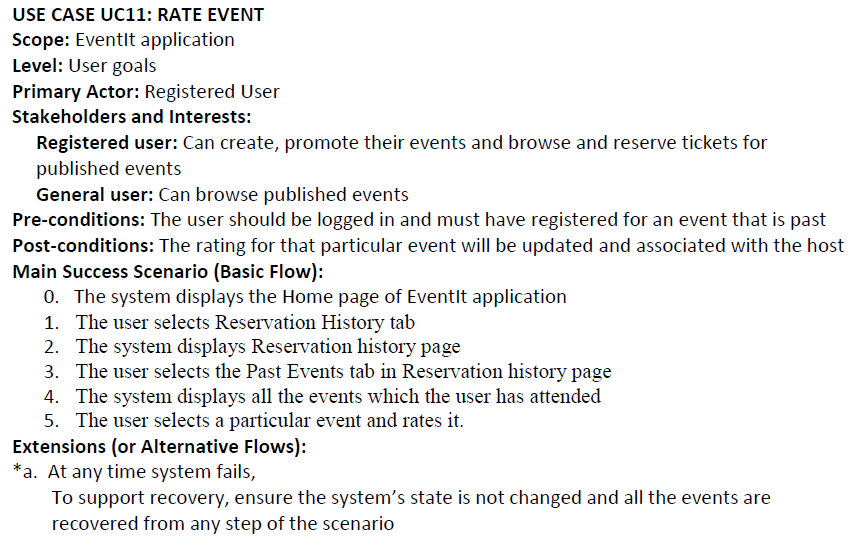 USE CASE UC11: RATE EVENT
Scope: EventIt application
Level: User goals
Primary Actor: Registered User
Stakeholders and Interests:
Registered user: Can create, promote their events and browse and reserve tickets for
published events
General user: Can browse published events
Pre-conditions: The user should be logged in and must have registered for an event that is past
Post-conditions: The rating for that particular event will be updated and associated with the host
Main Success Scenario (Basic Flow):
0. The system displays the Home page of EventIt application
1. The user selects Reservation History tab
2. The system displays Reservation history page
3. The user selects the Past Events tab in Reservation history page
4. The system displays all the events which the user has attended
5. The user selects a particular event and rates it.
Extensions (or Alternative Flows):
*a. At any time system fails,
To support recovery, ensure the system's state is not changed and all the events are
recovered from any step of the scenario